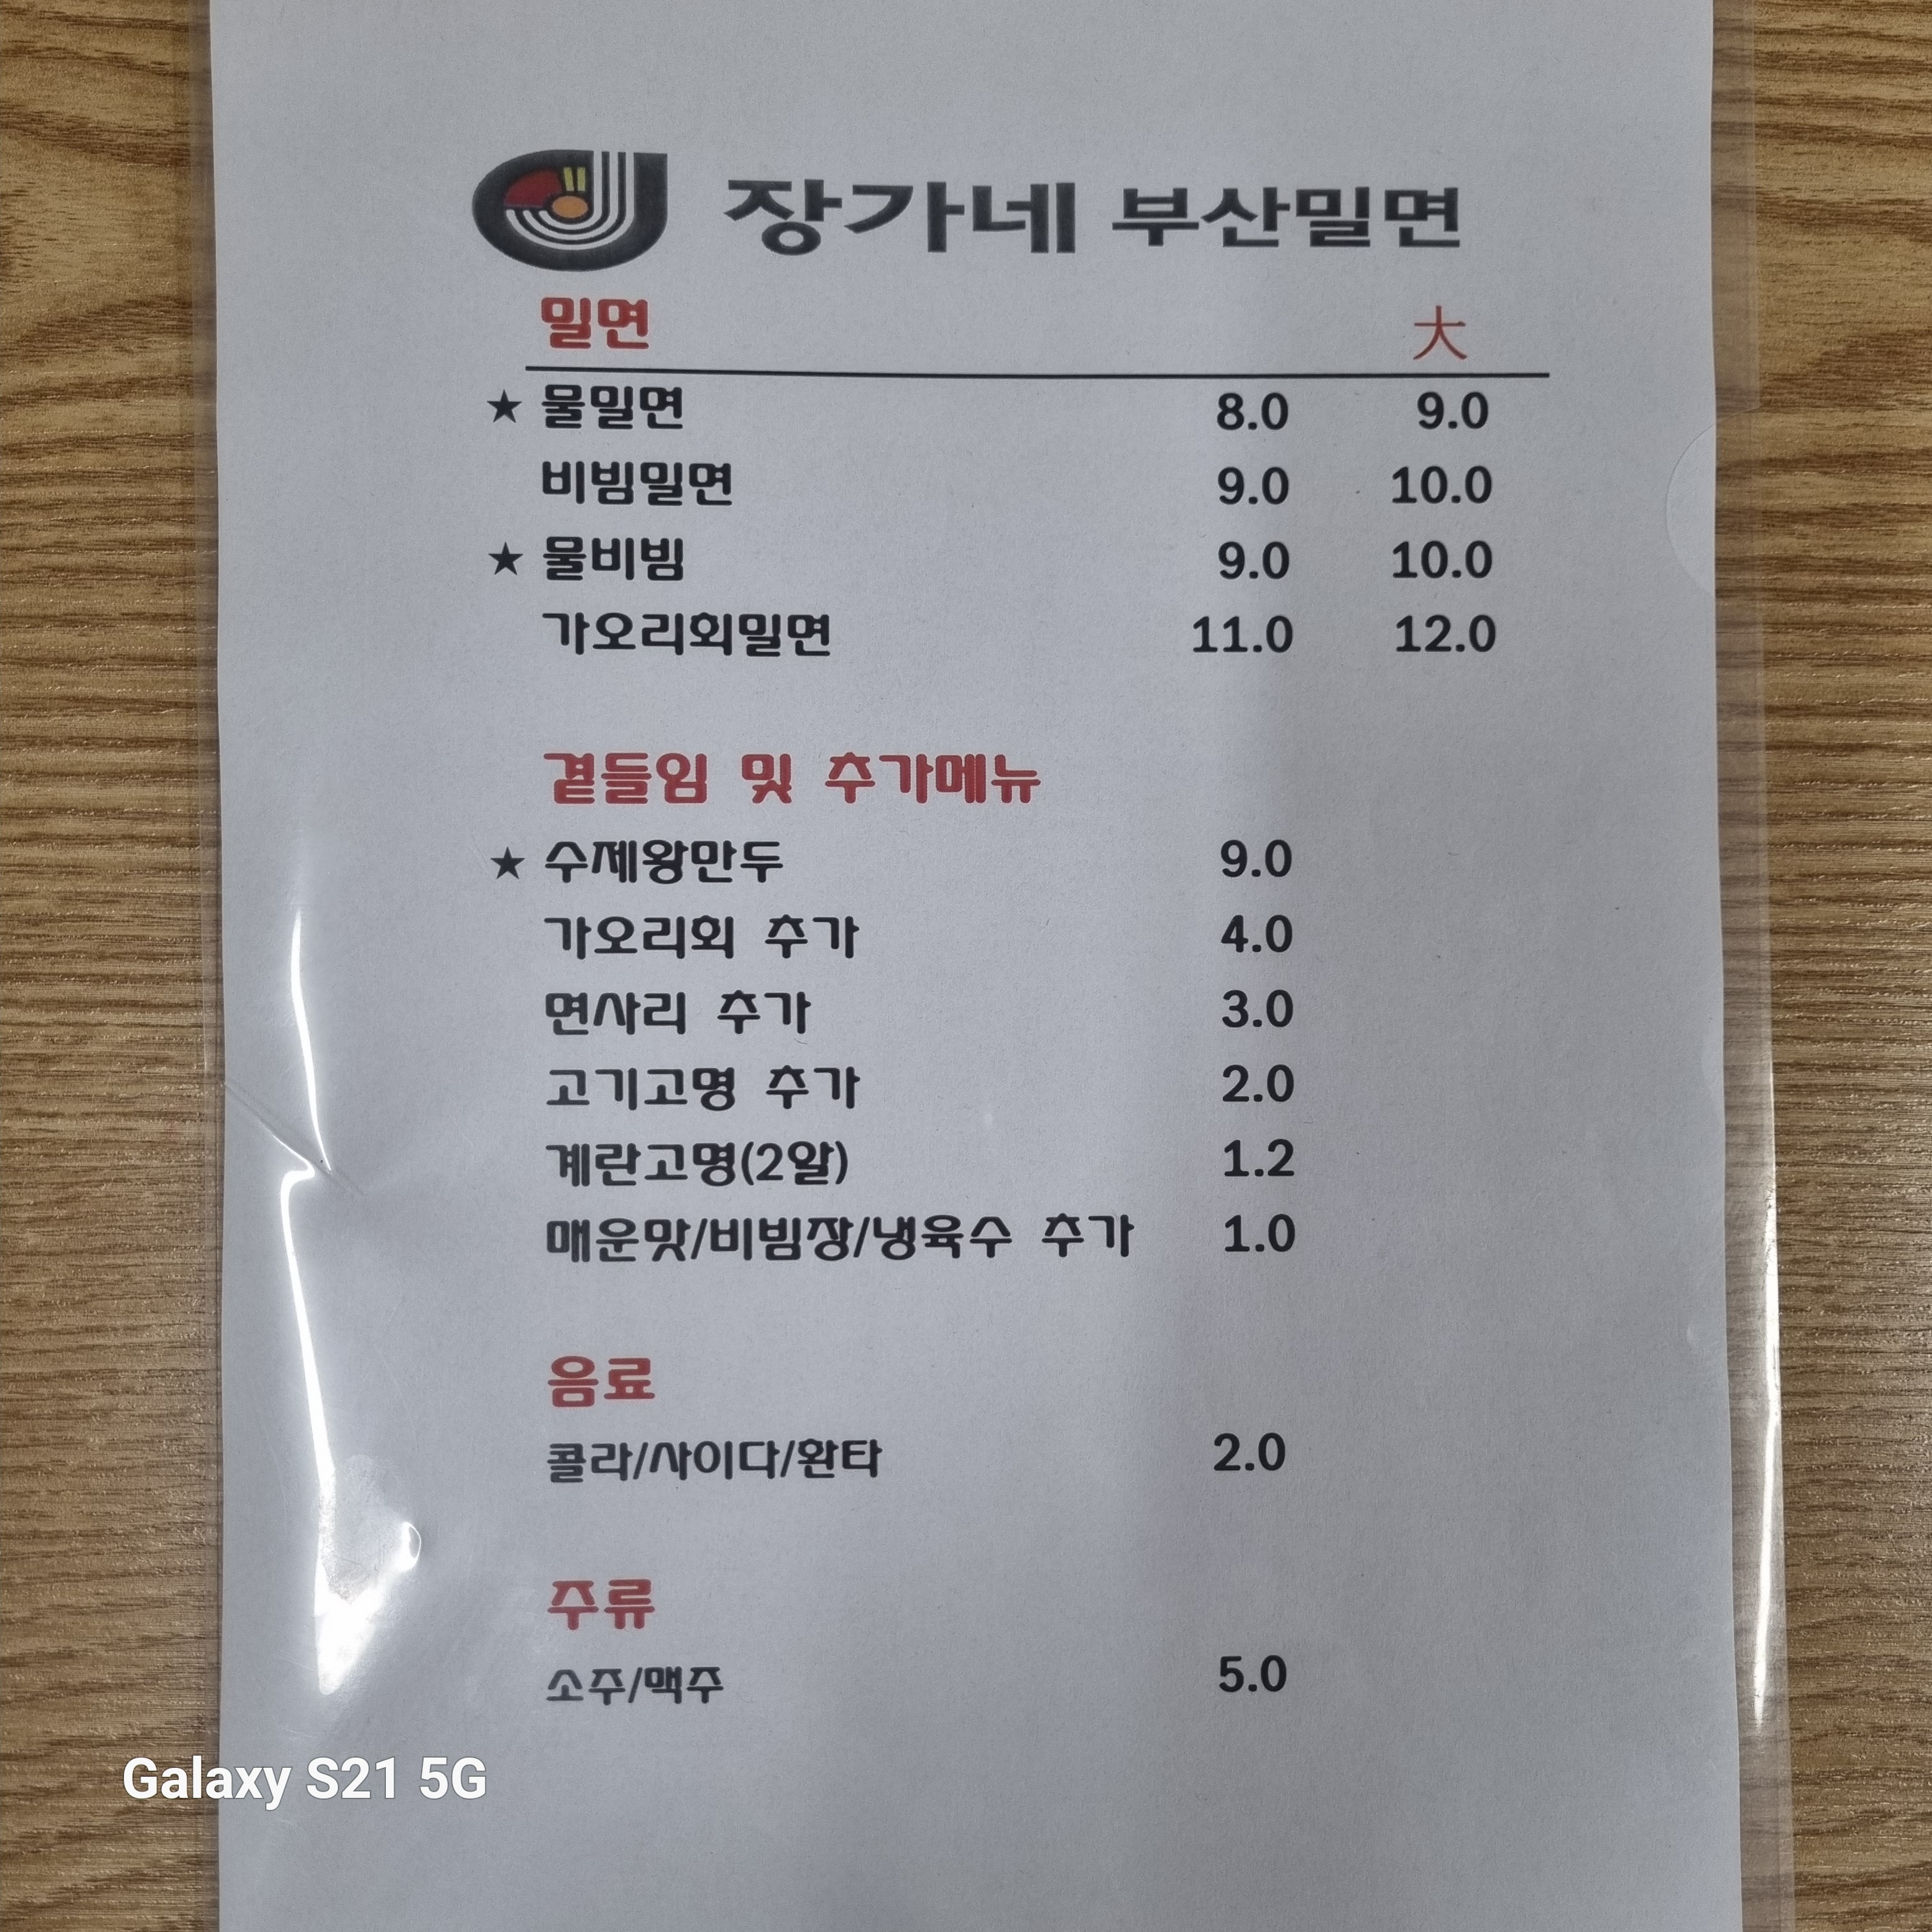 장가네 부산밀면
밀면 大
★ 물밀면 8.0 9.0
비빔밀면 9.0 10.0
★ 물비빔 9.0 10.0
가오리회밀면 11.0 12.0
곁들임 및 추가메뉴
★ 수제왕만두 9.0
가오리회 추가 4.0
면사리 추가 3.0
고기고명 추가 2.0
계란고명(2알) 1.2
매운맛/비빔장/냉육수 추가 1.0
음료
콜라/사이다/환타 2.0
주류
소주/맥주 5.0
Galaxy S21 5G